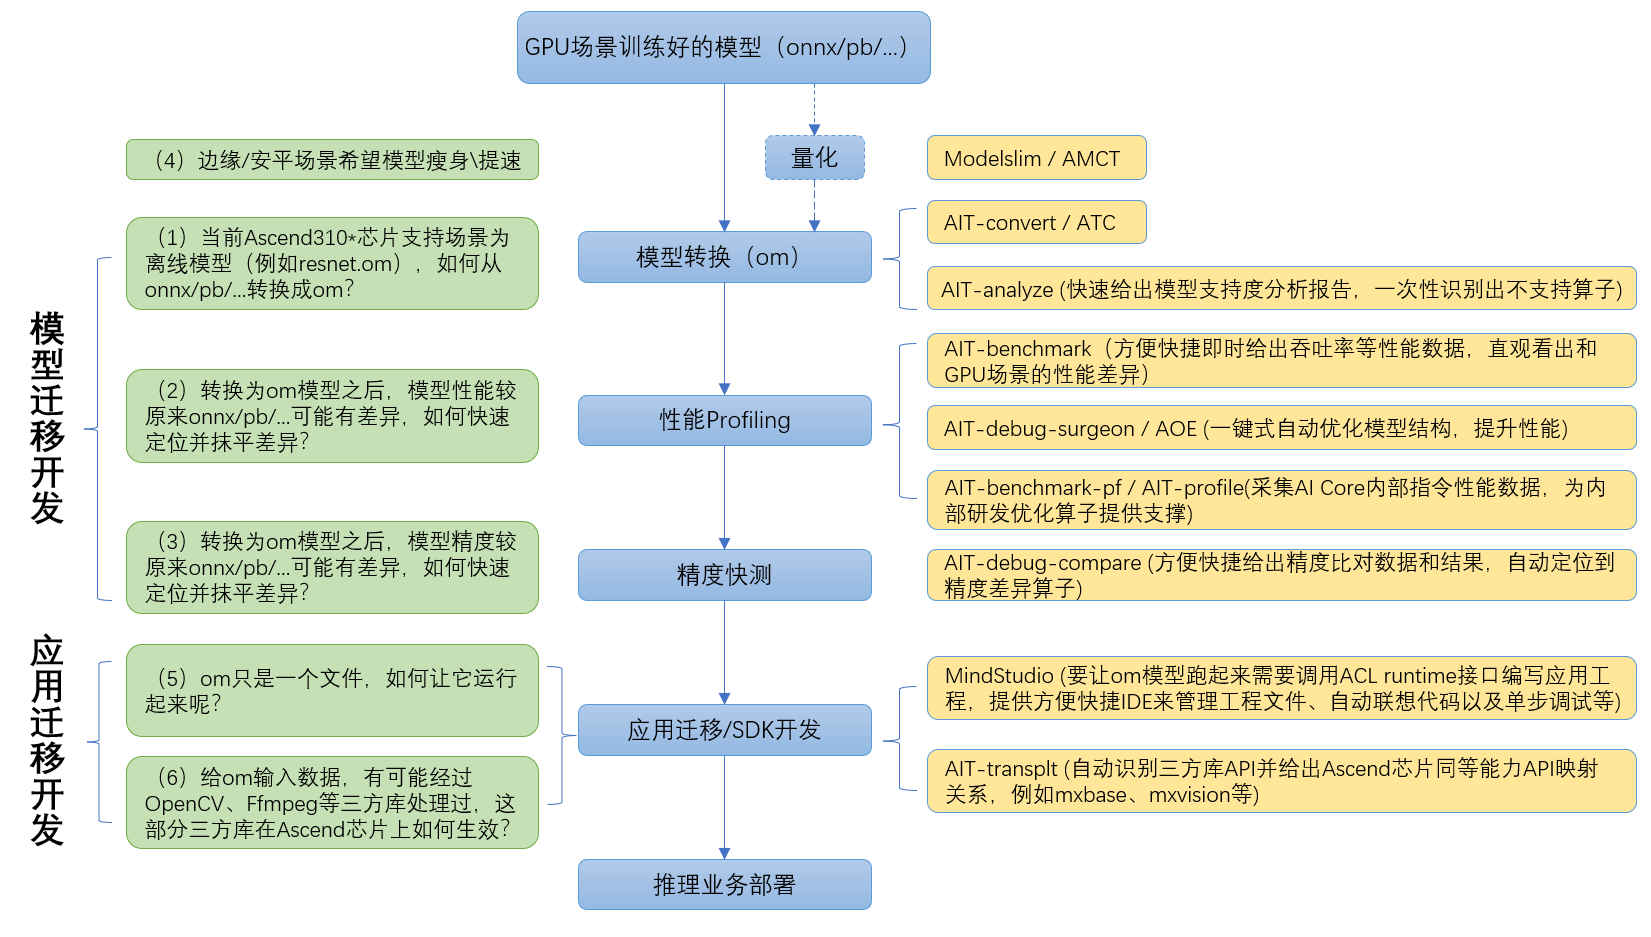 GPU场景训练好的模型（onnx/pb/...）
（4）边缘/安平场景希望模型瘦身\提速
量化
Modelslim / AMCT
模型迁移开发
（1）当前Ascend310*芯片支持场景为
离线模型（例如resnet.om），如何从
onnx/pb/...转换成om？
模型转换（om）
AIT-convert / ATC
AIT-analyze (快速给出模型支持度分析报告，一次性识别出不支持算子)
（2）转换为om模型之后，模型性能较
原来onnx/pb/...可能有差异，如何快速
定位并抹平差异？
性能Profiling
AIT-benchmark（方便快捷即时给出吞吐率等性能数据，直观看出和
GPU场景的性能差异）
AIT-debug-surgeon / AOE (一键式自动优化模型结构，提升性能)
AIT-benchmark-pf / AIT-profile(采集AI Core内部指令性能数据，为内
部研发优化算子提供支撑)
（3）转换为om模型之后，模型精度较
原来onnx/pb/...可能有差异，如何快速
定位并抹平差异？
精度快测
AIT-debug-compare (方便快捷给出精度比对数据和结果，自动定位到
精度差异算子)
应用迁移开发
（5）om只是一个文件，如何让它运行
起来呢？
（6）给om输入数据，有可能经过
OpenCV、Ffmpeg等三方库处理过，这
部分三方库在Ascend芯片上如何生效？
应用迁移/SDK开发
MindStudio (要让om模型跑起来需要调用ACL runtime接口编写应用工
程，提供方便快捷IDE来管理工程文件、自动联想代码以及单步调试等)
AIT-transplt (自动识别三方库API并给出Ascend芯片同等能力API映射
关系，例如mxbase、mxvision等)
推理业务部署